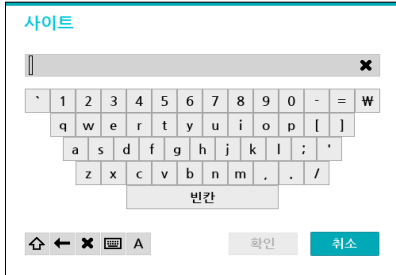 사이트
` 1 2 3 4 5 6 7 8 9 0 - = ₩
q w e r t y u i o p [ ]
a s d f g h j k l ; '
z x c v b n m , . /
빈칸
A 확인 취소